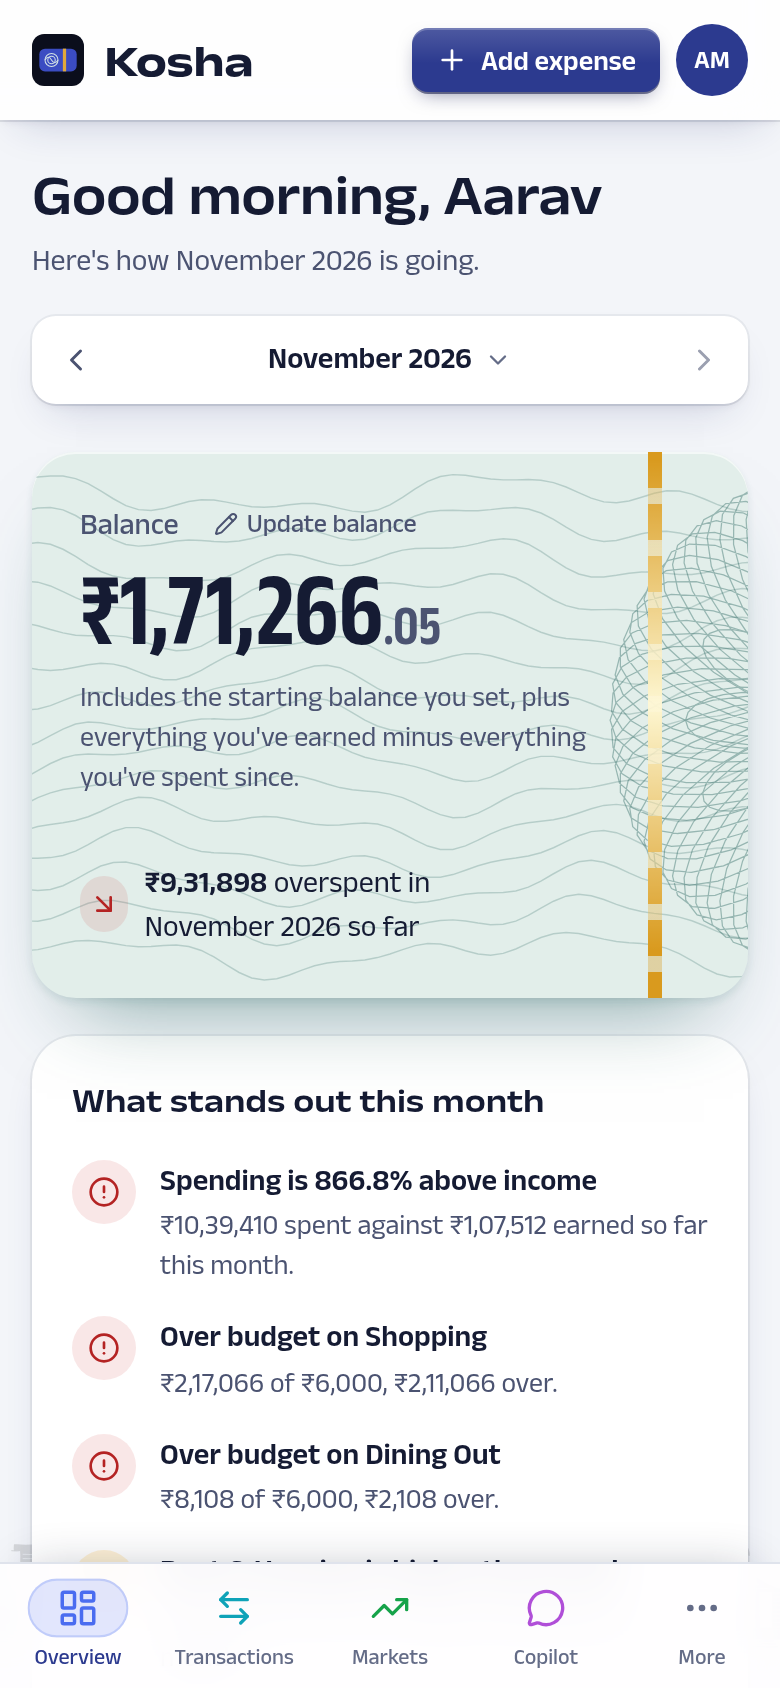 Kosha
Add expense
AM
Good morning, Aarav
Here's how November 2026 is going.
November 2026
Balance
Update balance
₹1,71,266.05
Includes the starting balance you set, plus
everything you've earned minus everything
you've spent since.
₹9,31,898 overspent in
November 2026 so far
What stands out this month
Spending is 866.8% above income
₹10,39,410 spent against ₹1,07,512 earned so far
this month.
Over budget on Shopping
₹2,17,066 of ₹6,000, ₹2,11,066 over.
Over budget on Dining Out
₹8,108 of ₹6,000, ₹2,108 over.
Overview
Transactions
Markets
Copilot
More